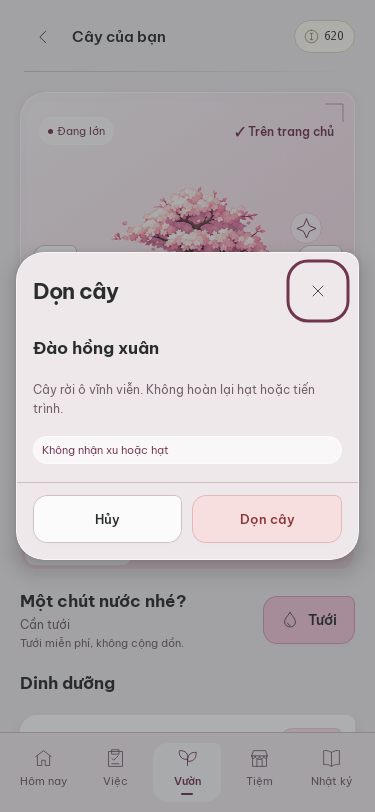 Cây của bạn
620
Đang lớn
✓ Trên trang chủ
Dọn cây
Đào hồng xuân
Cây rời ô vĩnh viễn. Không hoàn lại hạt hoặc tiến
trình.
Không nhận xu hoặc hạt
Hủy
Dọn cây
Một chút nước nhé?
Cần tưới
Tưới miễn phí, không cộng dồn.
Tưới
Dinh dưỡng
Hôm nay
Việc
Vườn
Tiệm
Nhật ký